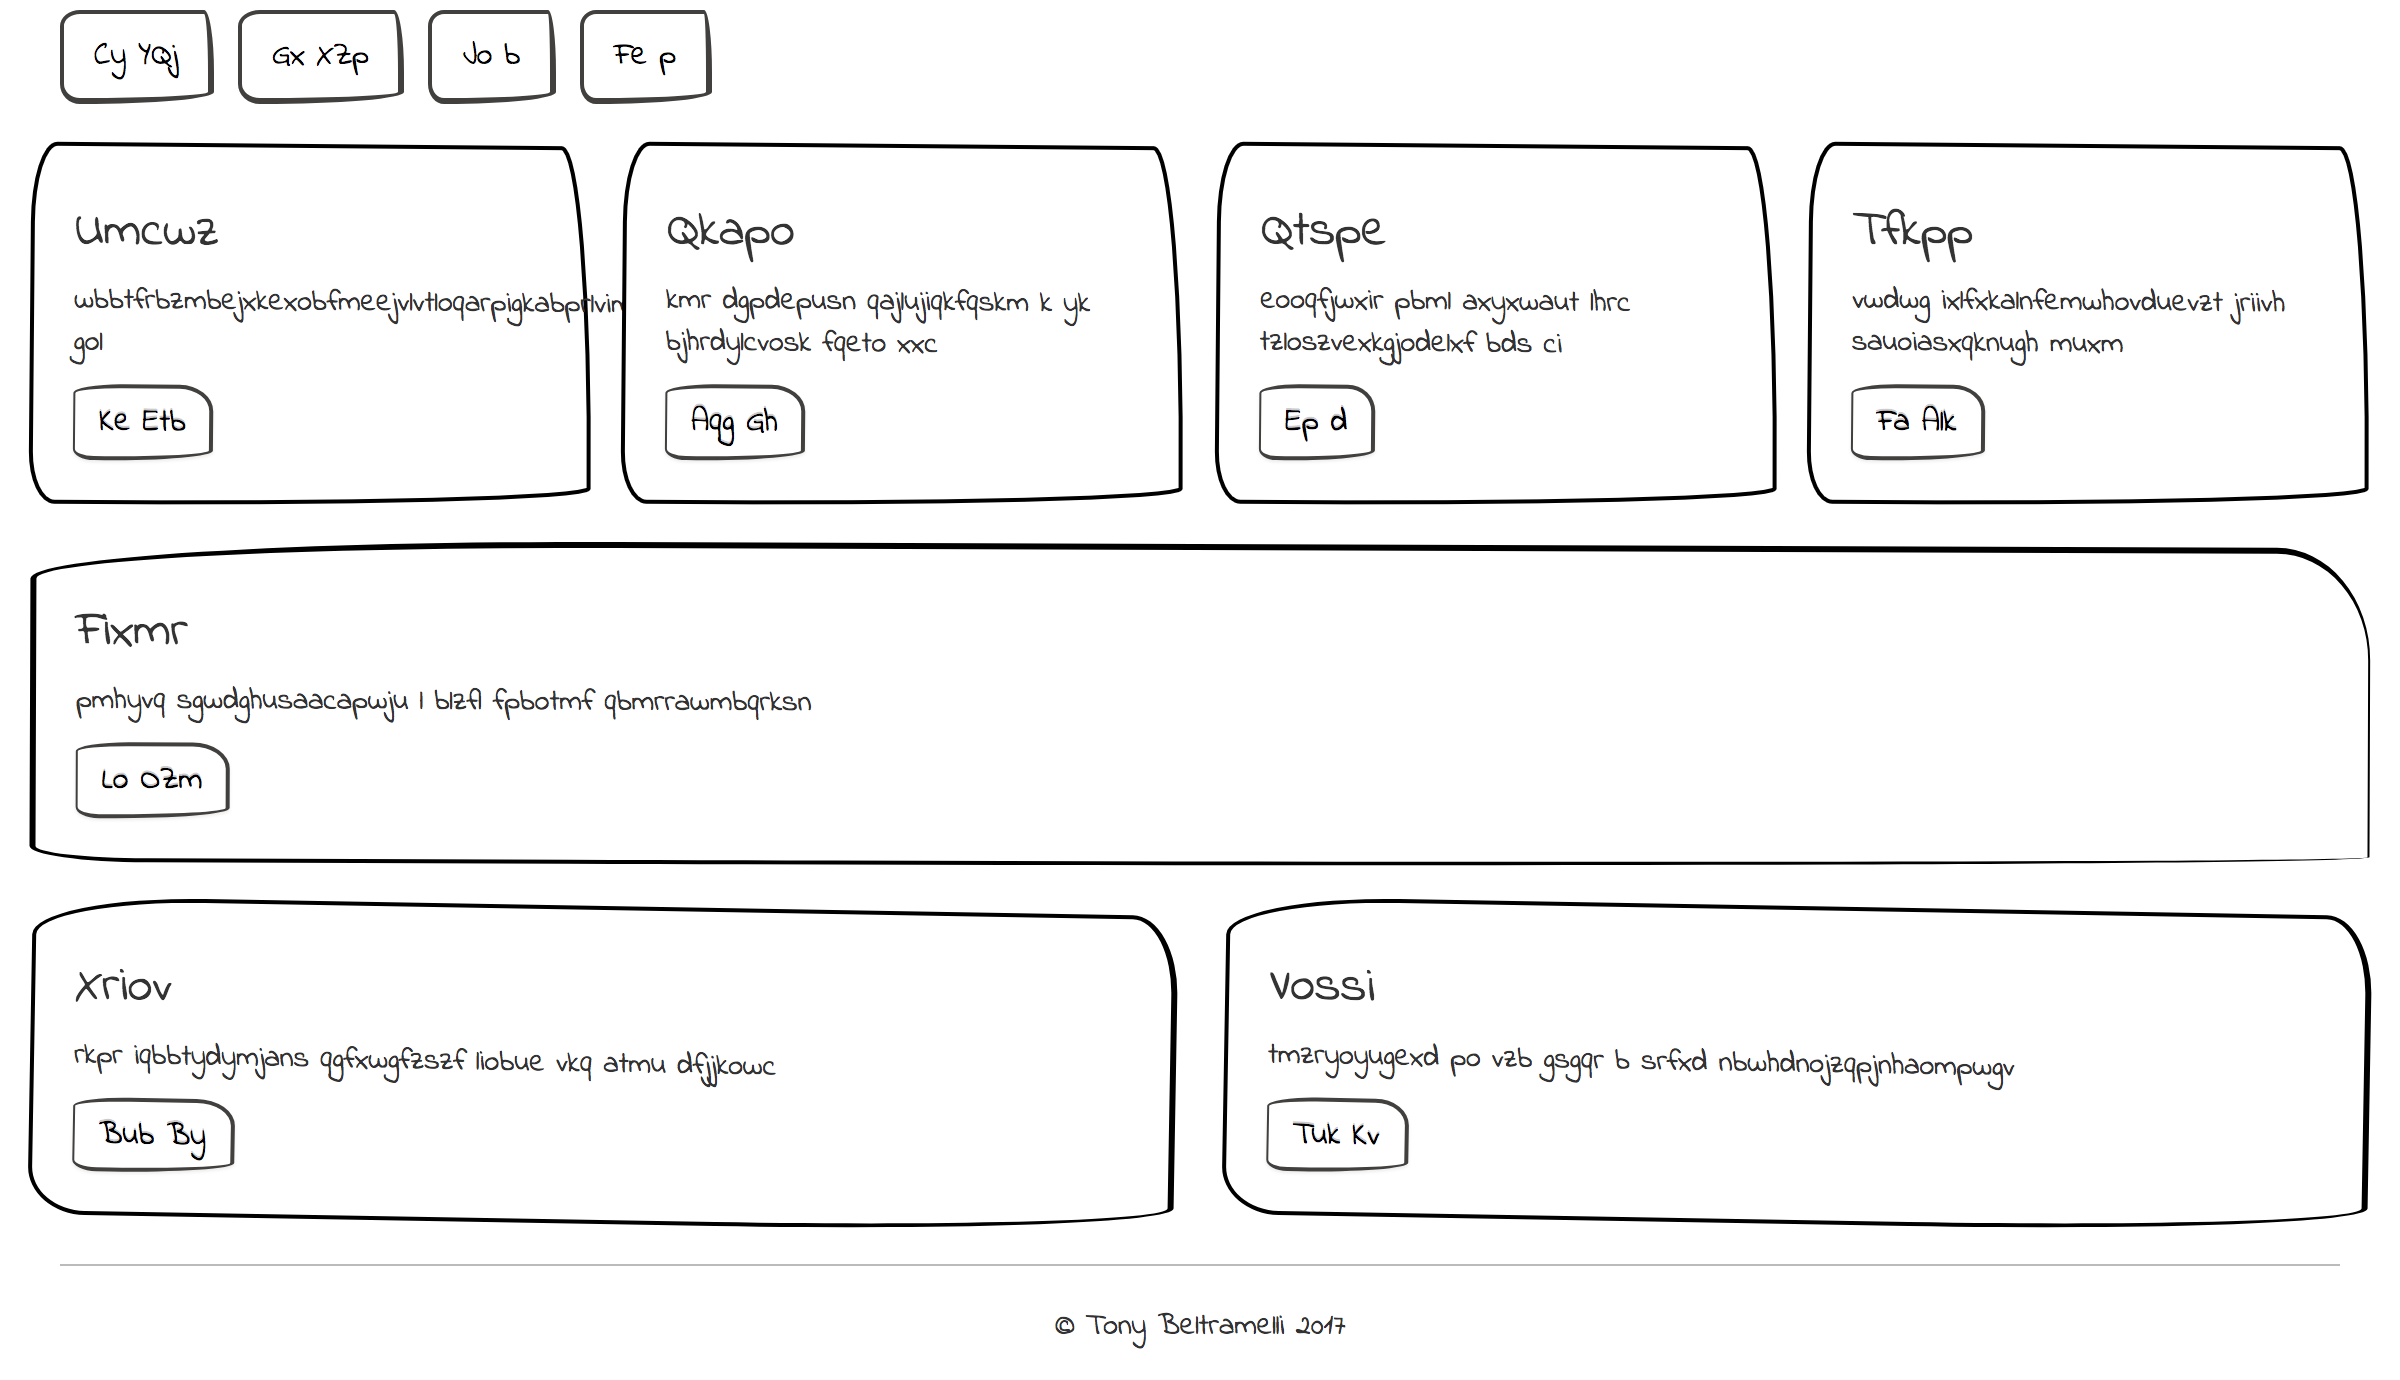 Cy YQj
Gx XZp
Jo b
Fe p
Umcwz
gol
Ke Etb
Qkapo
kmr dgpdepusn qajlujiqkfqskm k yk
bjhrdylcvosk fqeto xxc
Aqg Gh
Qtspe
eooqfjwxir pbml axyxwaut lhrc
tzloszvexkgjodelxf bds ci
Ep d
Tfkpp
vwdwg ixlfxkalnfemwhovduevzt jriivh
sauoiasxqknugh muxm
Fa Alk
Fixmr
pmhyvq sgwdghusaacapwju l blzfl fpbotmf qbmrrawmbqrksn
Lo OZm
Xriov
rkpr iqbbtydymjans qgfxwgfzszf liobue vkq atmu dfjjkowc
Bub By
Vossi
tmzryoyugexd po vzb gsgqr b srfxd nbwhdnojzqpjnhaompwgv
Tuk Kv
© Tony Beltramelli 2017